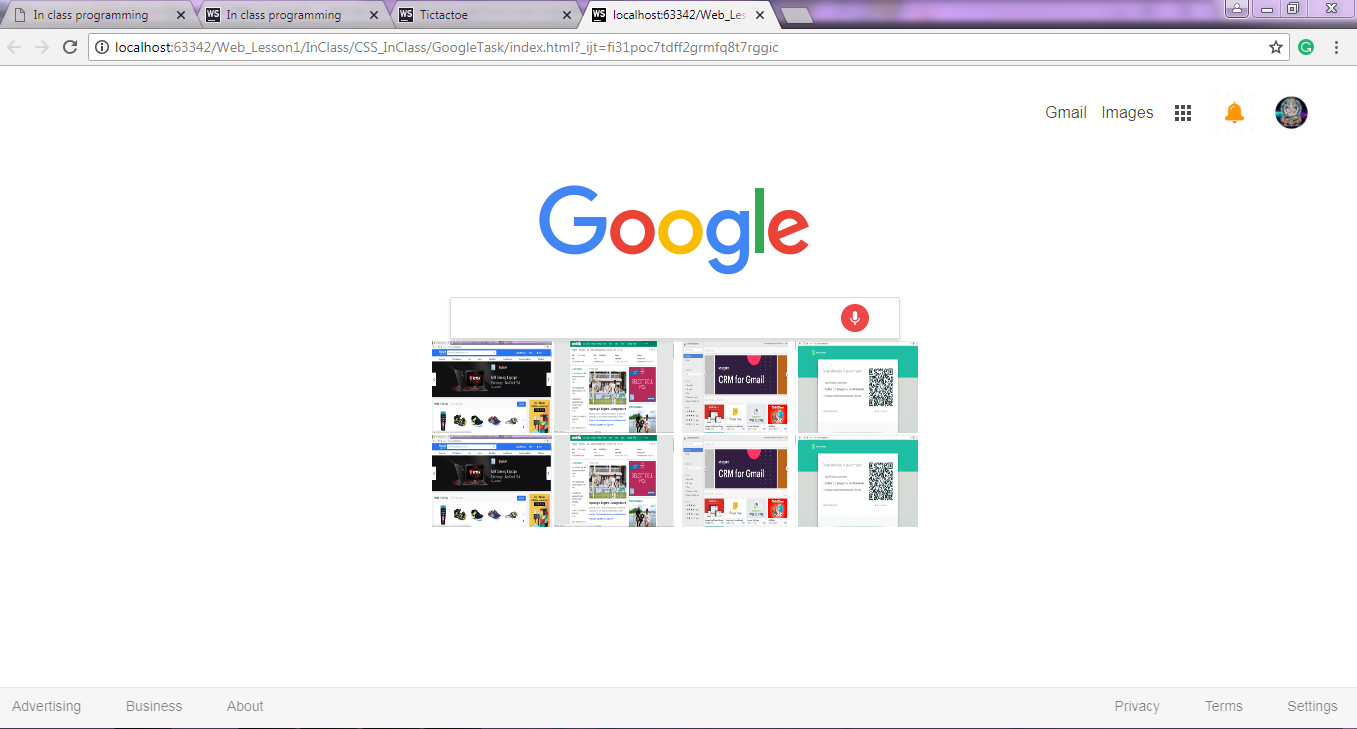 In class programming
WS In class programming
WS Tictactoe
WS localhost:63342/Web_Les
localhost:63342/Web_Lesson1/InClass/CSS_InClass/GoogleTask/index.html?_ijt=fi31poc7tdff2grmfq8t7rggic
Gmail Images
Google
CRM for Gmail
CRM for Gmail
Advertising Business About Privacy Terms Settings